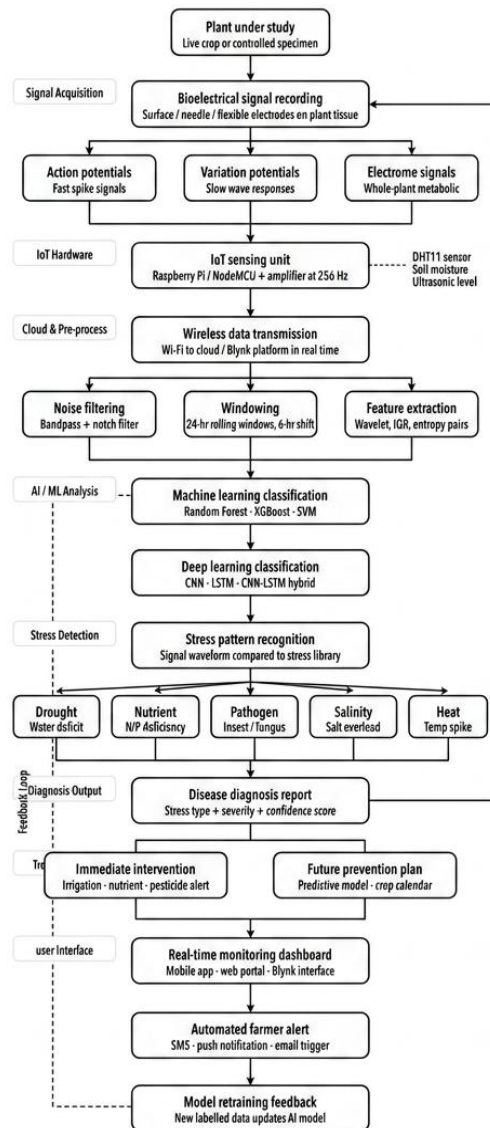 Plant under study
Live crop or controlled specimen
Signal Acquisition
Bioelectrical signal recording
Surface / needle / flexible electrodes en plant tissue
Action potentials
Fast spike signals
Variation potentials
Slow wave responses
Electrome signals
Whole-plant metabolic
IoT Hardware
IoT sensing unit
Raspberry Pi / NodeMCU + amplifier at 256 Hz
DHT11 sensor
Soil moisture
Ultrasonic level
Cloud & Pre-process
Wireless data transmission
Wi-Fi to cloud / Blynk platform in real time
Noise filtering
Bandpass + notch filter
Windowing
24-hr rolling windows, 6-hr shift
Feature extraction
Wavelet, IGR, entropy pairs
AI / ML Analysis
Machine learning classification
Random Forest · XGBoost · SVM
Deep learning classification
CNN · LSTM · CNN-LSTM hybrid
Stress Detection
Stress pattern recognition
Signal waveform compared to stress library
Drought
Water dsficit
Nutrient
N/P Asficisncy
Pathogen
Insest / fungus
Salinity
Salt everlead
Heat
Temp spike
Feedback Loop
Diagnosis Output
Disease diagnosis report
Stress type + severity + confidence score
Immediate intervention
Irrigation · nutrient · pesticide alert
Future prevention plan
Predictive model · crop calendar
user Interface
Real-time monitoring dashboard
Mobile app · web portal · Blynk interface
Automated farmer alert
SMS · push notification · email trigger
Model retraining feedback
New labelled data updates AI model